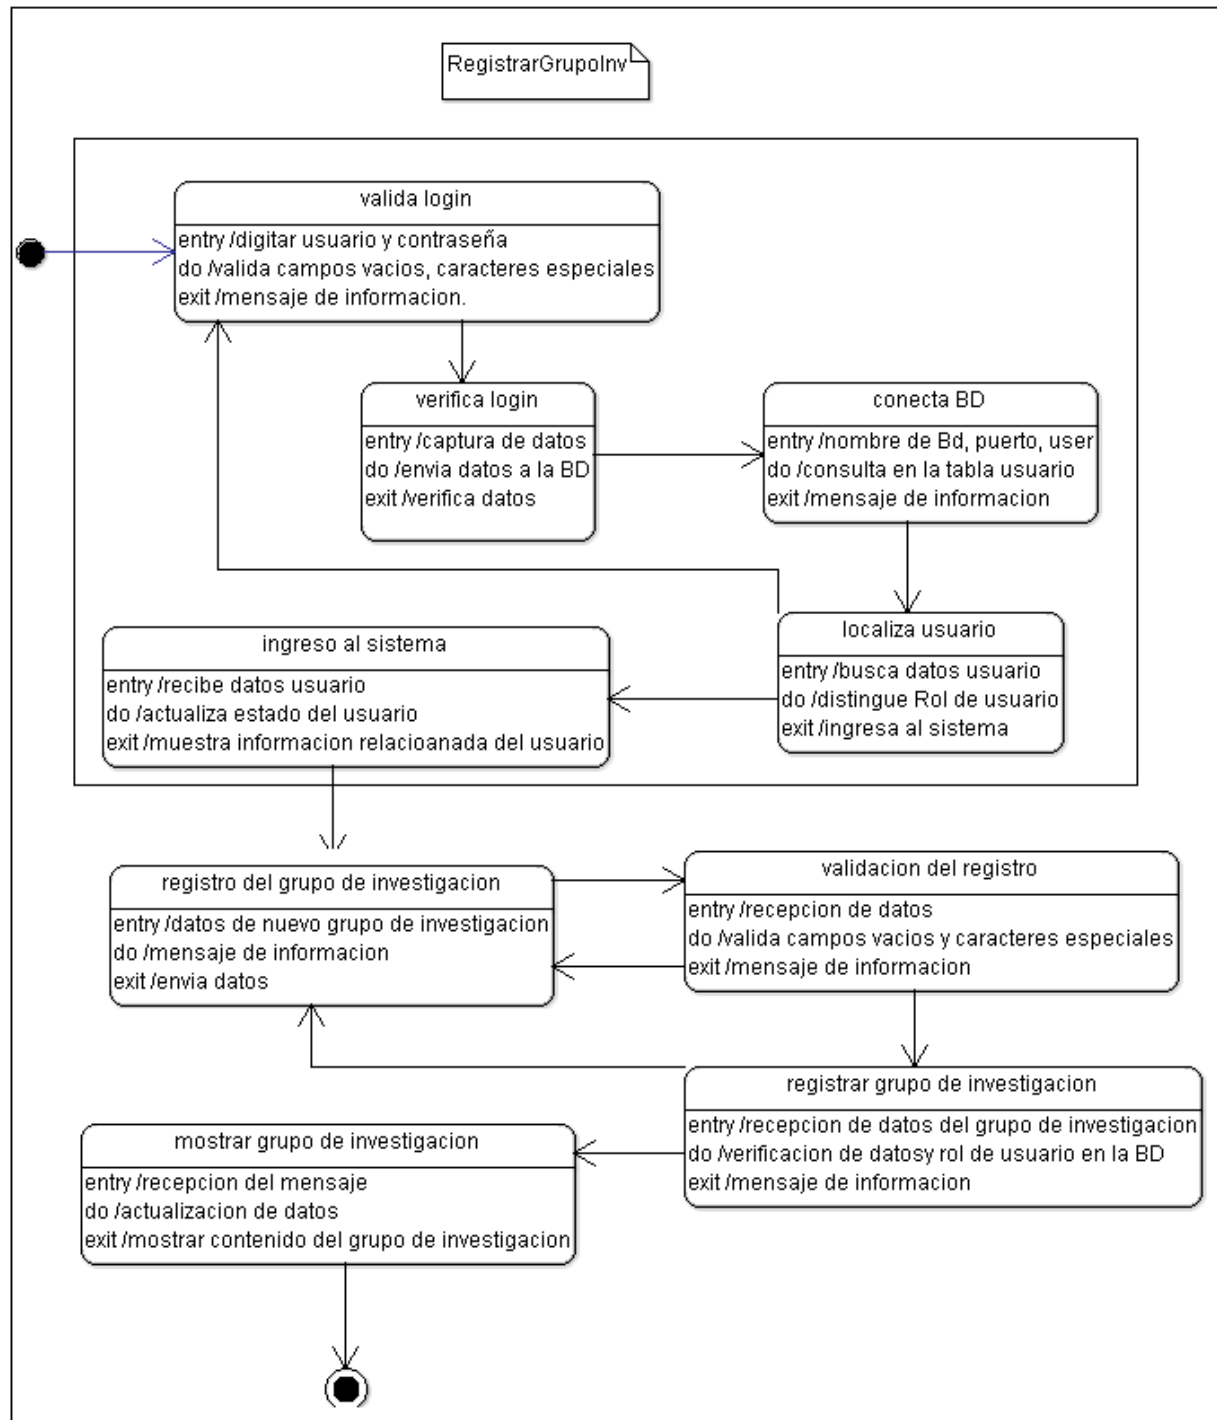 RegistrarGrupoInv
valida login
entry /digitar usuario y contraseña
do /valida campos vacios, caracteres especiales
exit /mensaje de informacion.
verifica login
entry /captura de datos
do /envia datos a la BD
exit /verifica datos
conecta BD
entry /nombre de Bd, puerto, user
do /consulta en la tabla usuario
exit /mensaje de informacion
localiza usuario
entry /busca datos usuario
do /distingue Rol de usuario
exit /ingresa al sistema
ingreso al sistema
entry /recibe datos usuario
do /actualiza estado del usuario
exit /muestra informacion relacioanada del usuario
registro del grupo de investigacion
entry /datos de nuevo grupo de investigacion
do /mensaje de informacion
exit /envia datos
validacion del registro
entry /recepcion de datos
do /valida campos vacios y caracteres especiales
exit /mensaje de informacion
registrar grupo de investigacion
entry /recepcion de datos del grupo de investigacion
do /verificacion de datosy rol de usuario en la BD
exit /mensaje de informacion
mostrar grupo de investigacion
entry /recepcion del mensaje
do /actualizacion de datos
exit /mostrar contenido del grupo de investigacion